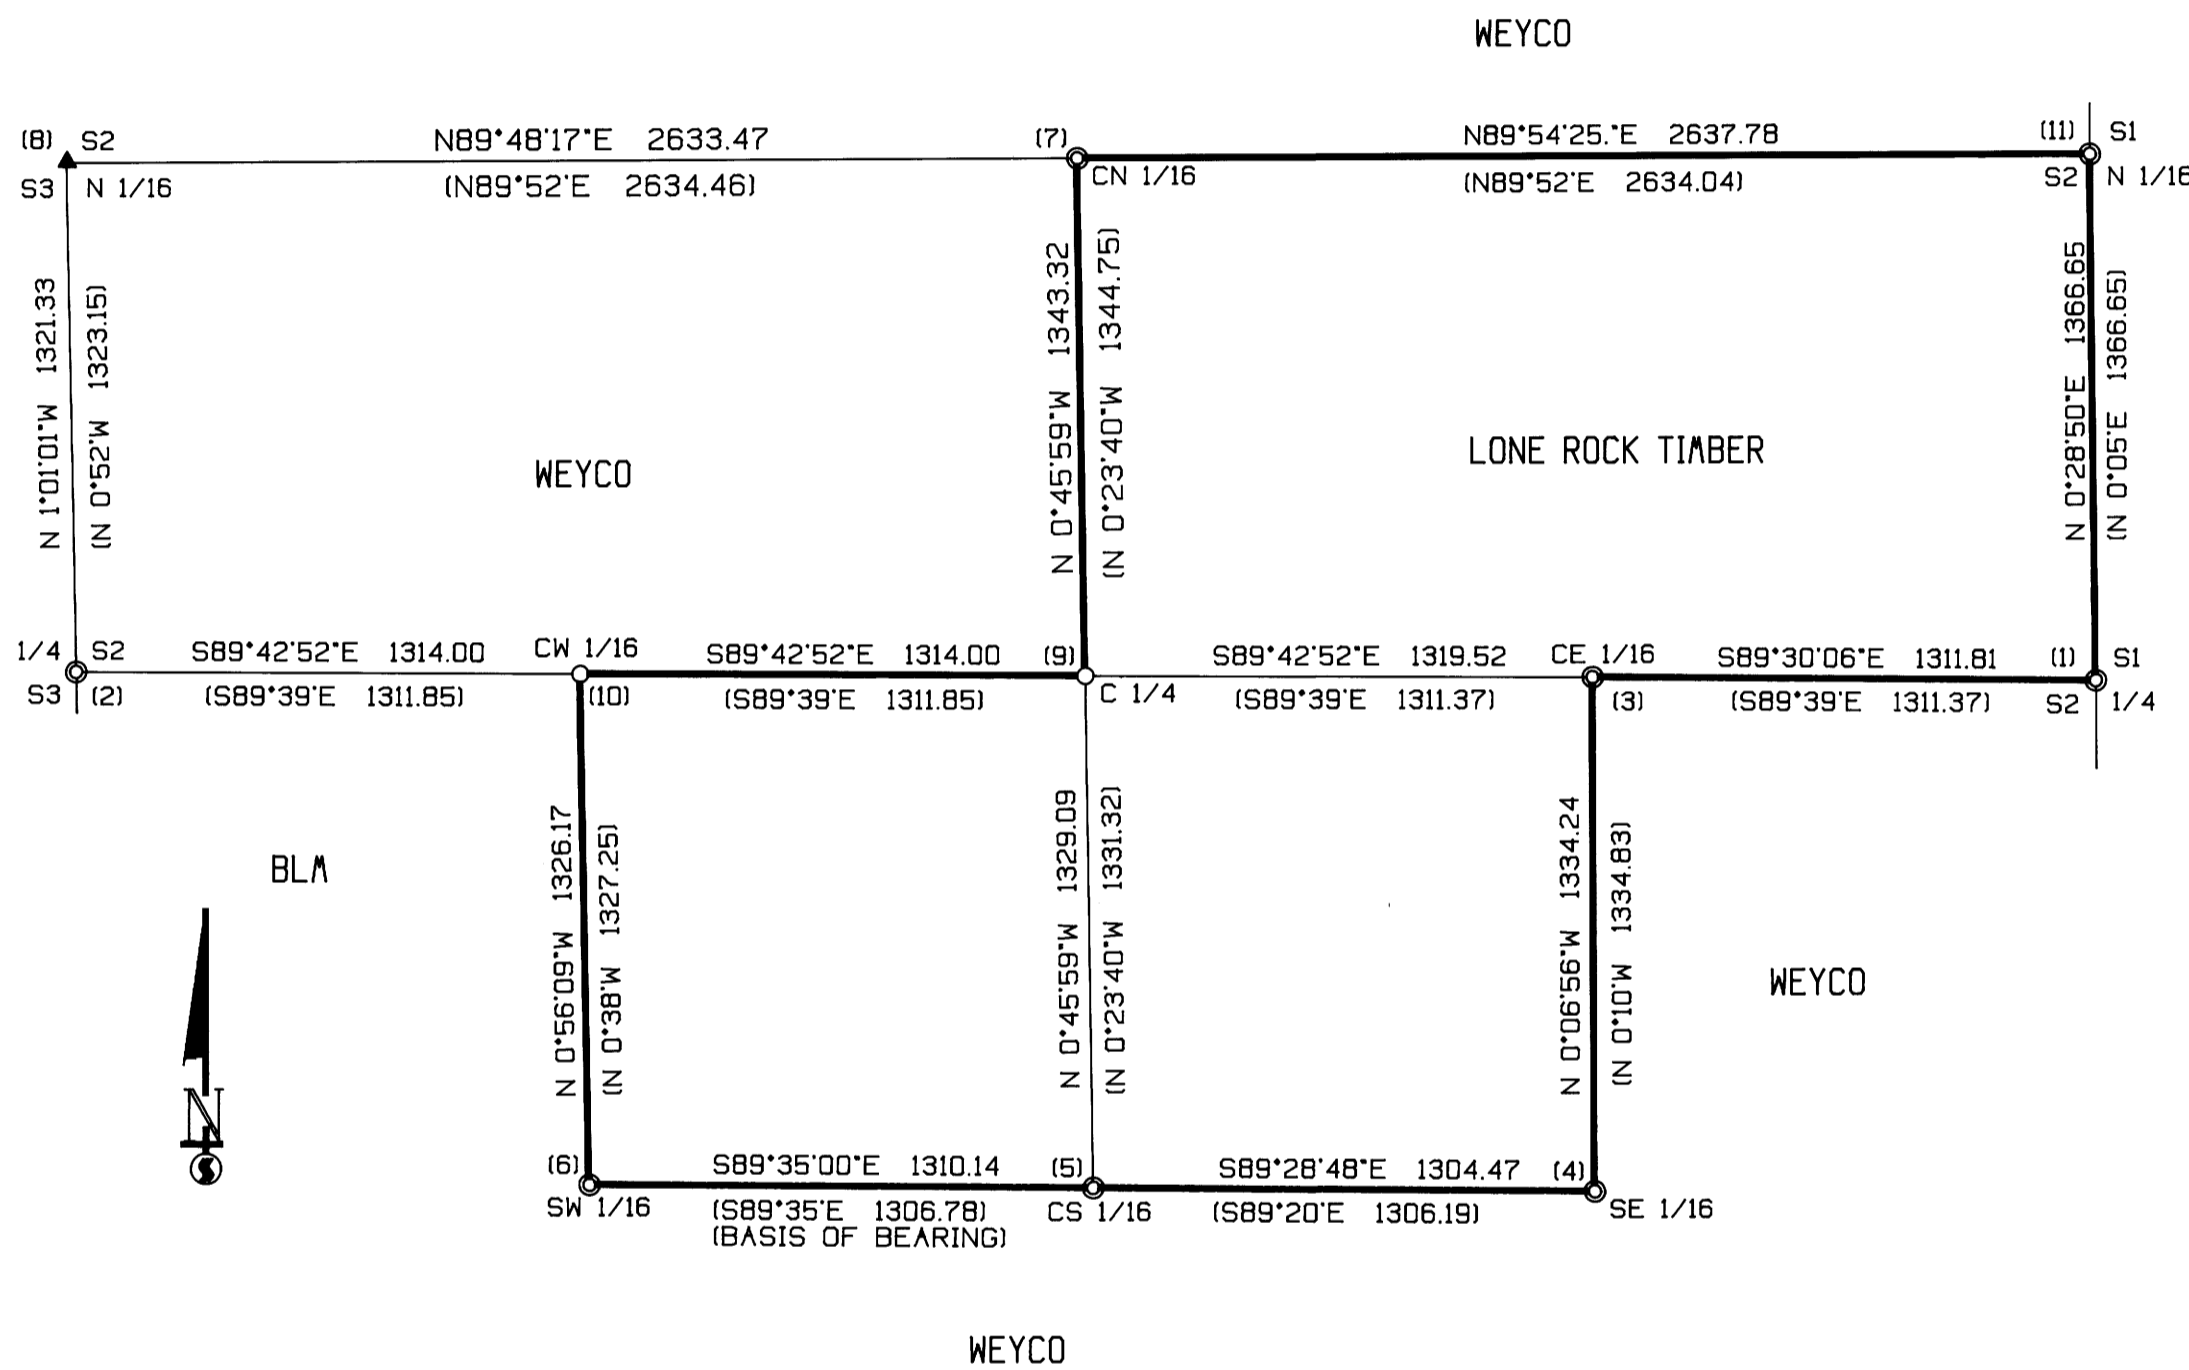 WEYCO
(8) S2 N89°48'17"E 2633.47 (7) N89°54'25."E 2637.78 (11) S1
S3 N 1/16 (N89°52'E 2634.46) CN 1/16 (N89°52'E 2634.04) S2 N 1/16
N 1°01'01"W 1321.33
(N 0°52'W 1323.15)
N 0°45'59"W 1343.32
(N 0°23'40"W 1344.75)
N 0°28'50"E 1366.65
(N 0°05'E 1366.65)
WEYCO
LONE ROCK TIMBER
1/4 S2 S89°42'52"E 1314.00 CW 1/16 S89°42'52"E 1314.00 (9) S89°42'52"E 1319.52 CE 1/16 S89°30'06"E 1311.81 (1) S1
S3 (2) (S89°39'E 1311.85) (10) (S89°39'E 1311.85) C 1/4 (S89°39'E 1311.37) (3) (S89°39'E 1311.37) S2 1/4
N 0°56'09"W 1326.17
(N 0°38'W 1327.25)
N 0°45'59"W 1329.09
(N 0°23'40"W 1331.32)
N 0°06'56"W 1334.24
(N 0°10'W 1334.83)
BLM
WEYCO
N
(6) S89°35'00"E 1310.14 (5) S89°28'48"E 1304.47 (4)
SW 1/16 (S89°35'E 1306.78) CS 1/16 (S89°20'E 1306.19) SE 1/16
(BASIS OF BEARING)
WEYCO